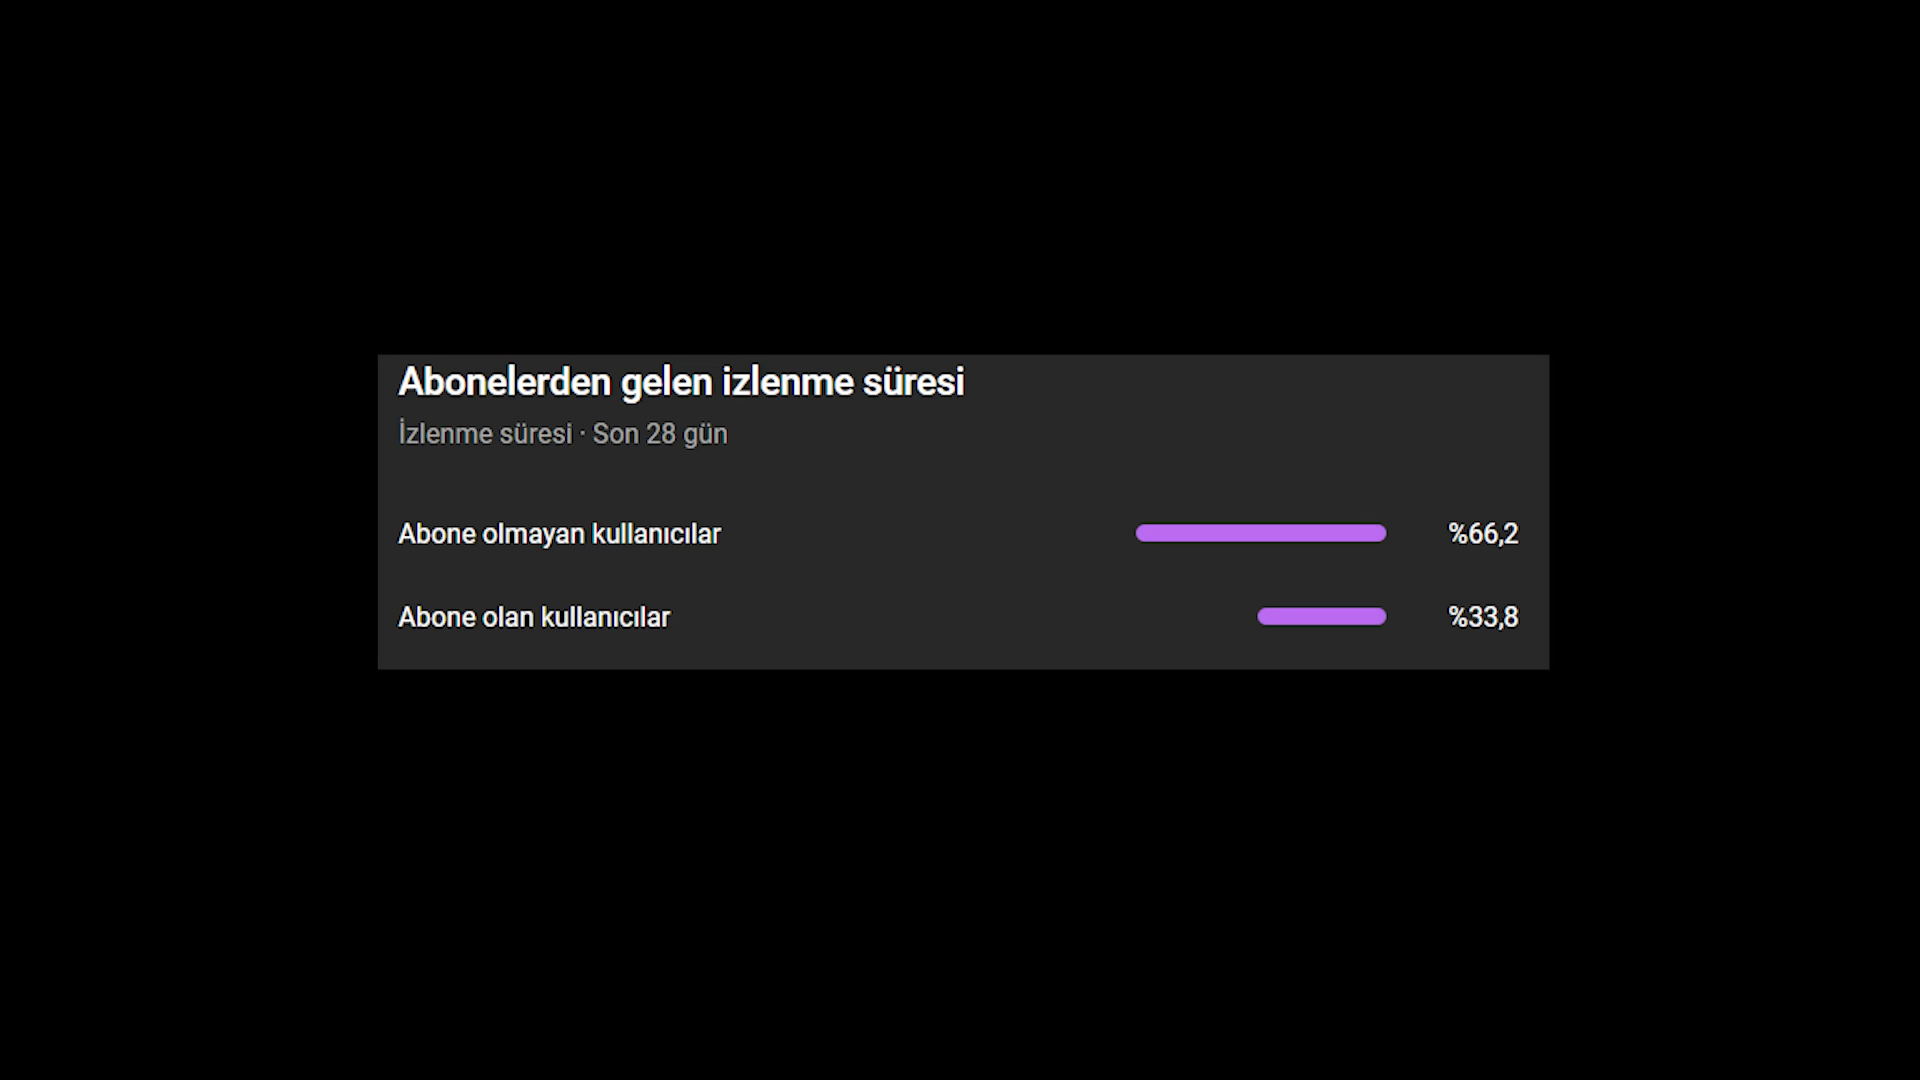 Abonelerden gelen izlenme süresi
İzlenme süresi · Son 28 gün
Abone olmayan kullanıcılar %66,2
Abone olan kullanıcılar %33,8